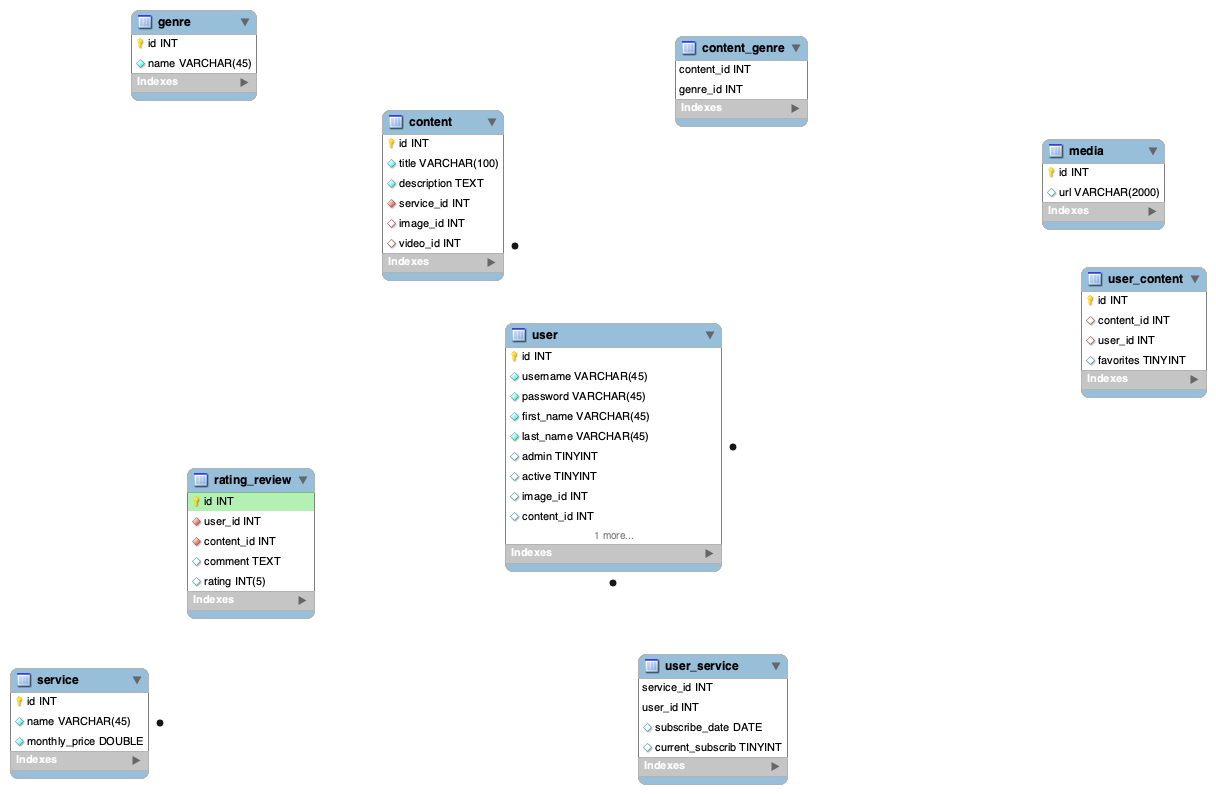 genre
id INT
name VARCHAR(45)
Indexes
content_genre
content_id INT
genre_id INT
Indexes
content
id INT
title VARCHAR(100)
description TEXT
service_id INT
image_id INT
video_id INT
Indexes
media
id INT
url VARCHAR(2000)
Indexes
user_content
id INT
content_id INT
user_id INT
favorites TINYINT
Indexes
user
id INT
username VARCHAR(45)
password VARCHAR(45)
first_name VARCHAR(45)
last_name VARCHAR(45)
admin TINYINT
active TINYINT
image_id INT
content_id INT
1 more...
Indexes
rating_review
id INT
user_id INT
content_id INT
comment TEXT
rating INT(5)
Indexes
service
id INT
name VARCHAR(45)
monthly_price DOUBLE
Indexes
user_service
service_id INT
user_id INT
subscribe_date DATE
current_subscrib TINYINT
Indexes